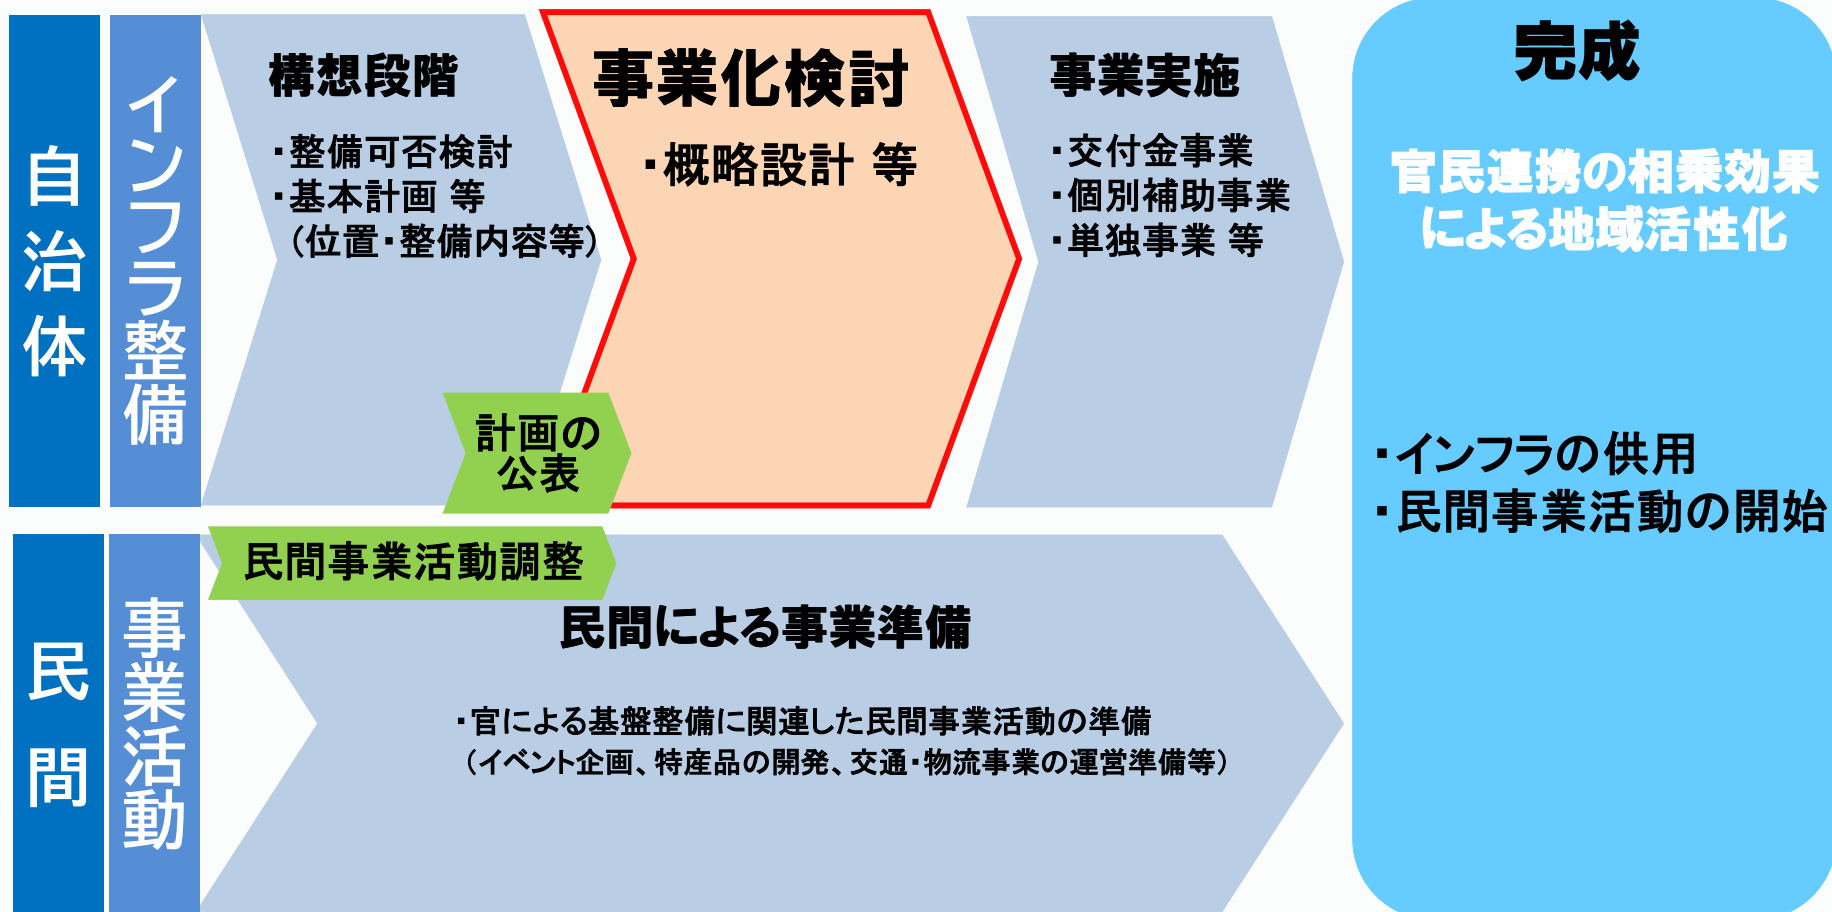 自治体
インフラ整備
構想段階
・整備可否検討
・基本計画 等
（位置・整備内容等）
事業化検討
・概略設計 等
事業実施
・交付金事業
・個別補助事業
・単独事業 等
計画の
公表
民間
事業活動
民間事業活動調整
民間による事業準備
・官による基盤整備に関連した民間事業活動の準備
（イベント企画、特産品の開発、交通・物流事業の運営準備等）
完成
官民連携の相乗効果
による地域活性化
・インフラの供用
・民間事業活動の開始